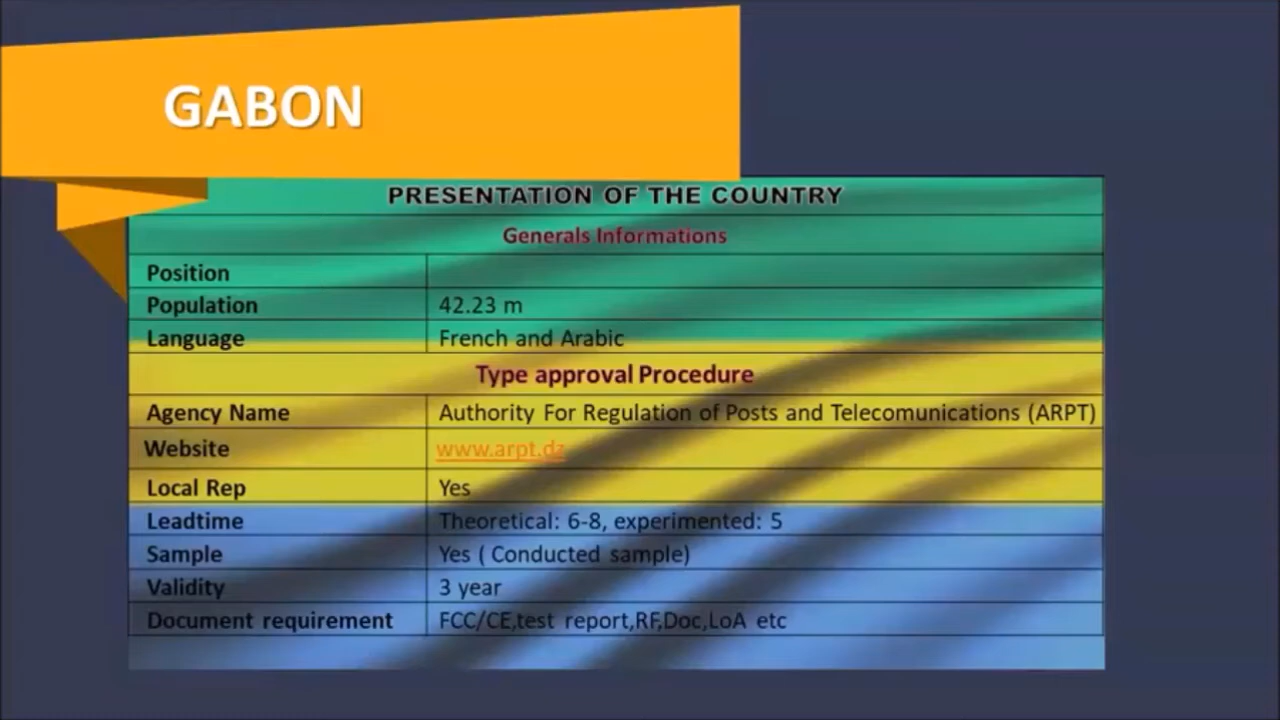 GABON
PRESENTATION OF THE COUNTRY
Generals Informations
Position
Population 42.23 m
Language French and Arabic
Type approval Procedure
Agency Name Authority For Regulation of Posts and Telecomunications (ARPT)
Website www.arpt.dz
Local Rep Yes
Leadtime Theoretical: 6-8, experimented: 5
Sample Yes ( Conducted sample)
Validity 3 year
Document requirement FCC/CE,test report,RF,Doc,LoA etc